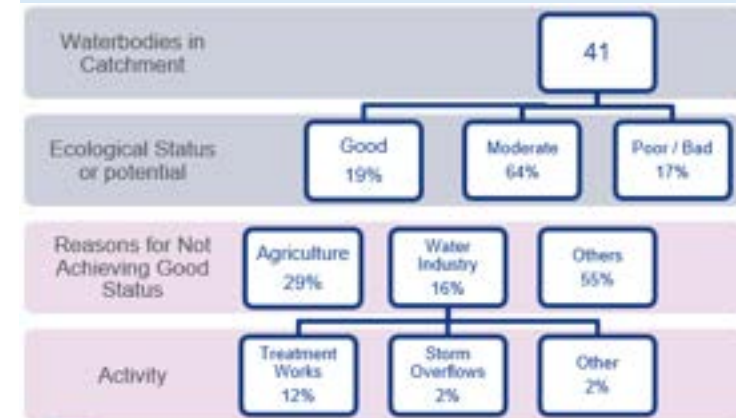 Waterbodies in
Catchment
41
Ecological Status
or potential
Good
19%
Moderate
64%
Poor / Bad
17%
Reasons for Not
Achieving Good
Status
Agriculture
29%
Water
Industry
16%
Others
55%
Activity
Treatment
Works
12%
Storm
Overflows
2%
Other
2%